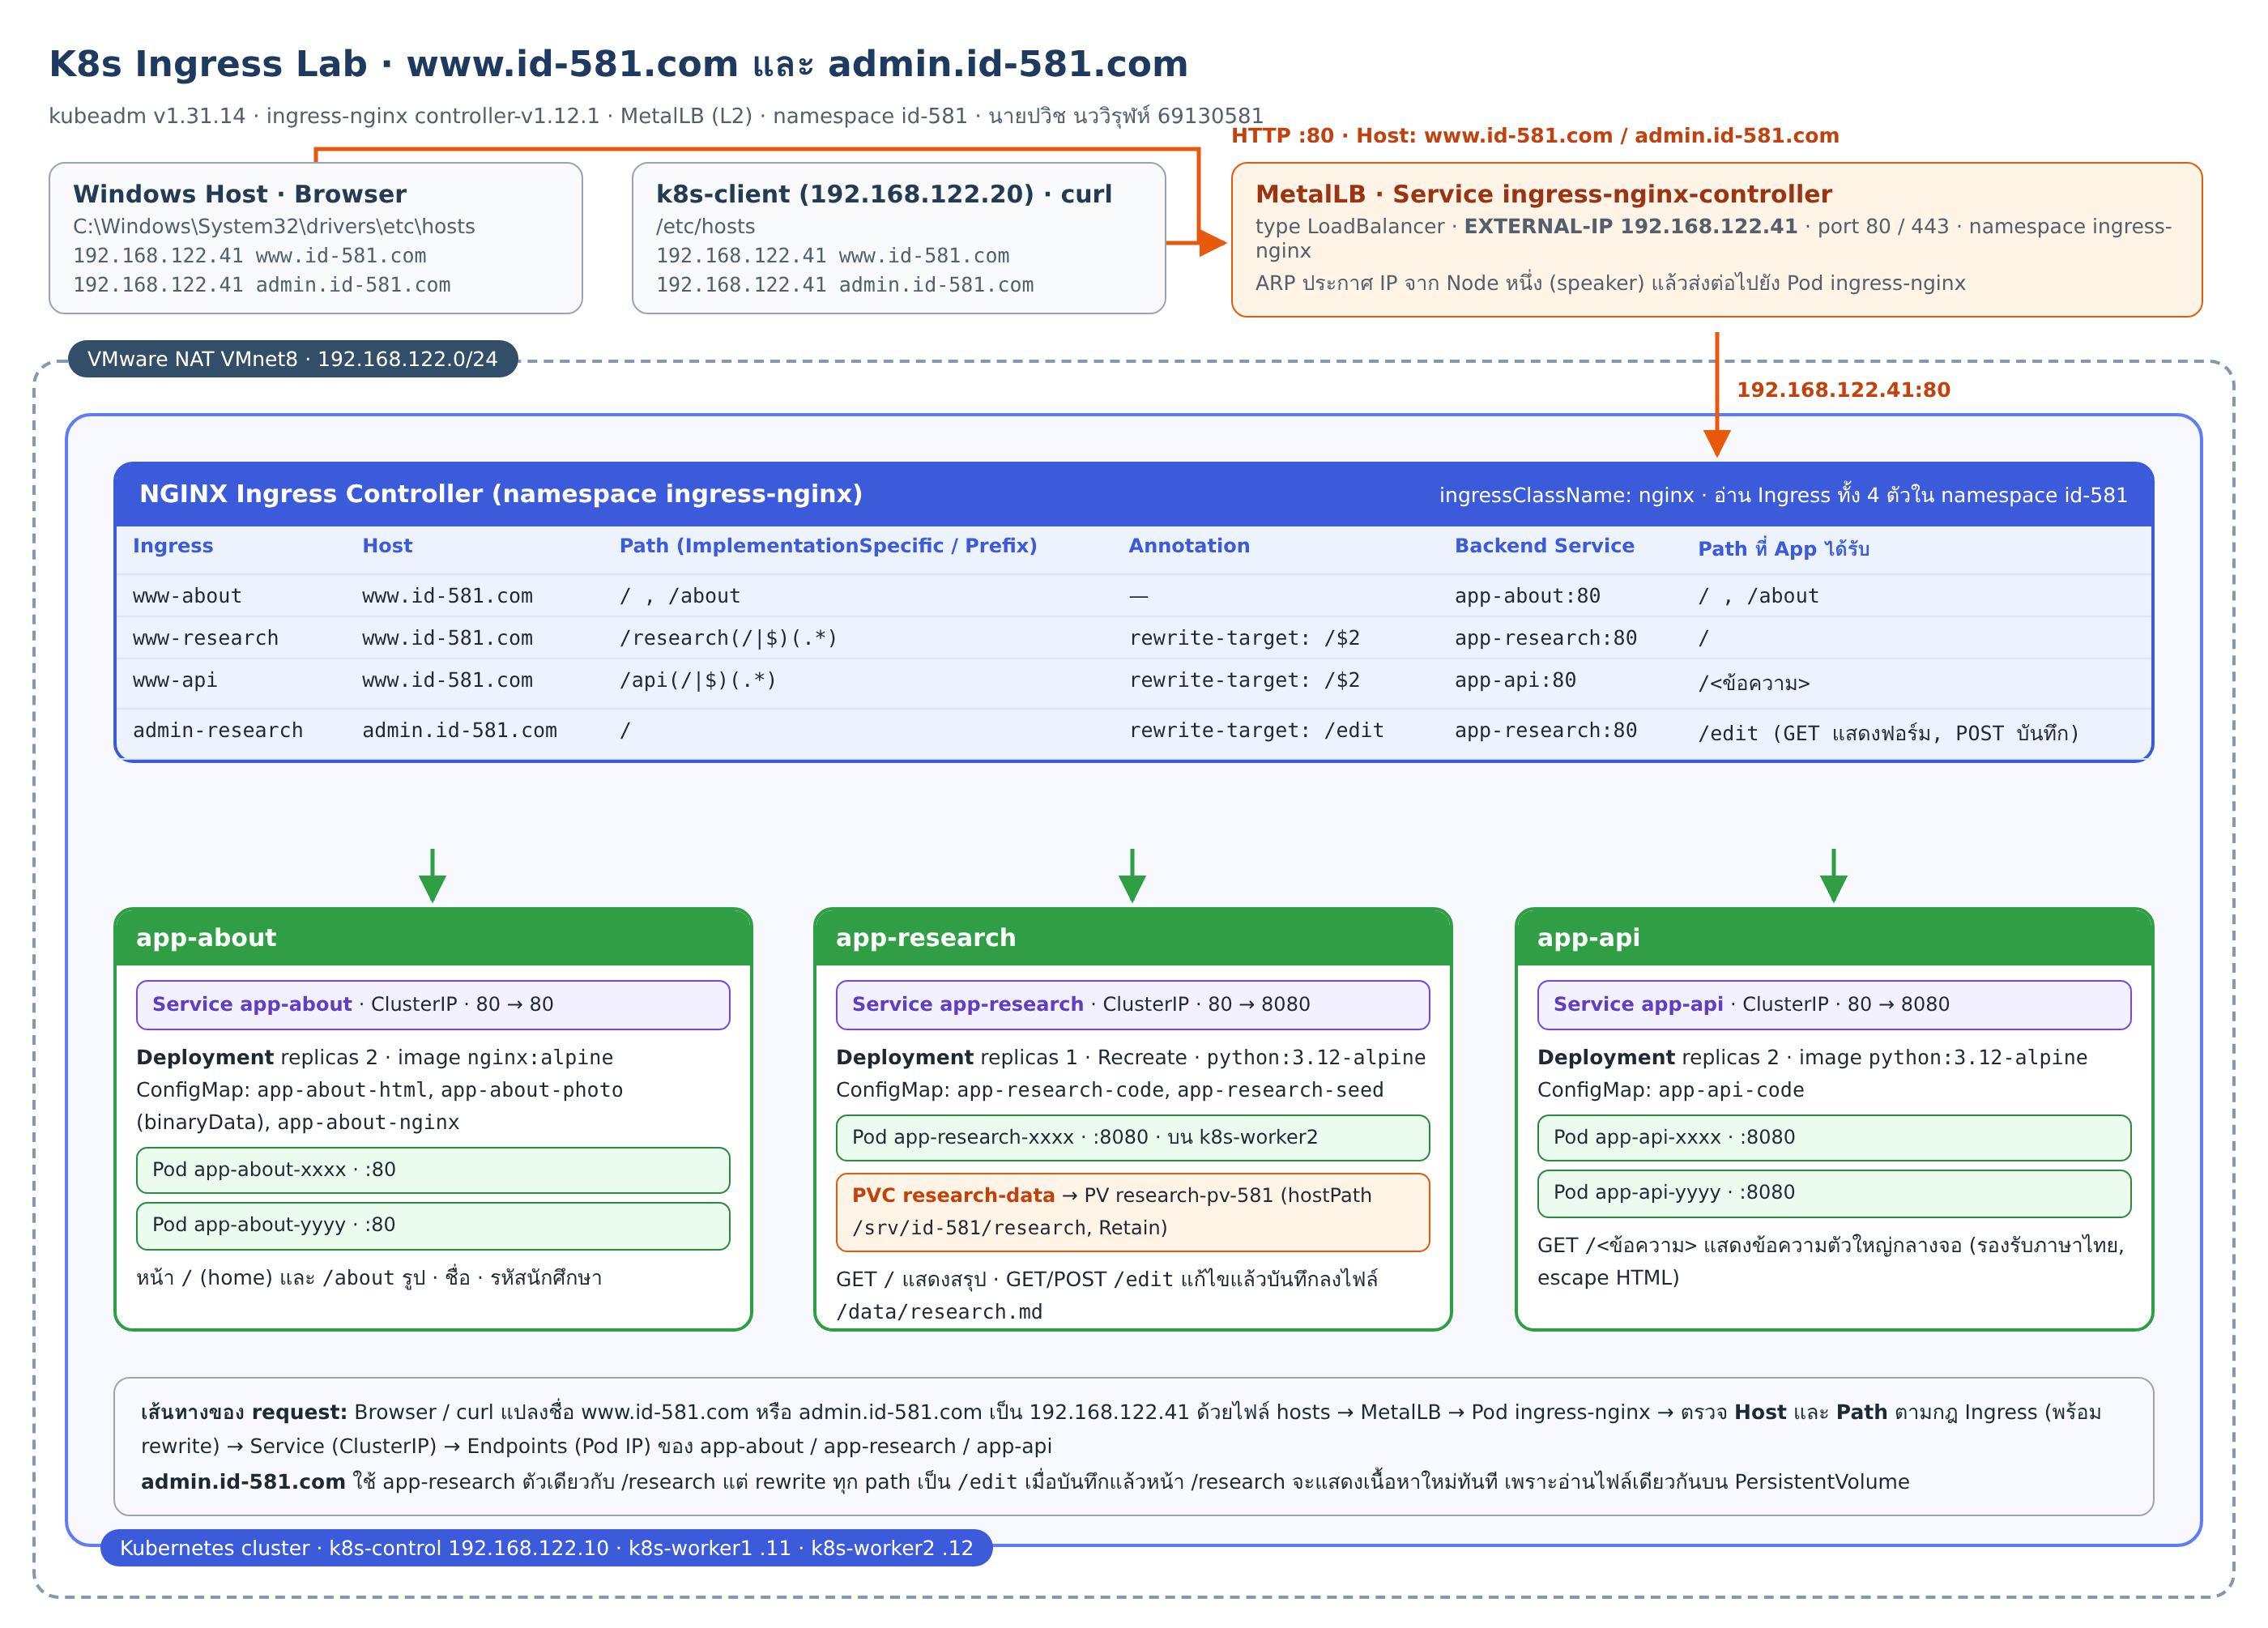 K8s Ingress Lab · www.id-581.com และ admin.id-581.com
kubeadm v1.31.14 · ingress-nginx controller-v1.12.1 · MetalLB (L2) · namespace id-581 · นายปวิช นววิรุฬห์ 69130581
HTTP :80 · Host: www.id-581.com / admin.id-581.com
Windows Host · Browser
C:\Windows\System32\drivers\etc\hosts
192.168.122.41 www.id-581.com
192.168.122.41 admin.id-581.com
k8s-client (192.168.122.20) · curl
/etc/hosts
192.168.122.41 www.id-581.com
192.168.122.41 admin.id-581.com
MetalLB · Service ingress-nginx-controller
type LoadBalancer · EXTERNAL-IP 192.168.122.41 · port 80 / 443 · namespace ingress-
nginx
ARP ประกาศ IP จาก Node หนึ่ง (speaker) แล้วส่งต่อไปยัง Pod ingress-nginx
VMware NAT VMnet8 · 192.168.122.0/24
192.168.122.41:80
NGINX Ingress Controller (namespace ingress-nginx) ingressClassName: nginx · อ่าน Ingress ทั้ง 4 ตัวใน namespace id-581
Ingress Host Path (ImplementationSpecific / Prefix) Annotation Backend Service Path ที่ App ได้รับ
www-about www.id-581.com / , /about — app-about:80 / , /about
www-research www.id-581.com /research(/|$)(.*) rewrite-target: /$2 app-research:80 /
www-api www.id-581.com /api(/|$)(.*) rewrite-target: /$2 app-api:80 /<ข้อความ>
admin-research admin.id-581.com / rewrite-target: /edit app-research:80 /edit (GET แสดงฟอร์ม, POST บันทึก)
app-about
Service app-about · ClusterIP · 80 → 80
Deployment replicas 2 · image nginx:alpine
ConfigMap: app-about-html, app-about-photo
(binaryData), app-about-nginx
Pod app-about-xxxx · :80
Pod app-about-yyyy · :80
หน้า / (home) และ /about รูป · ชื่อ · รหัสนักศึกษา
app-research
Service app-research · ClusterIP · 80 → 8080
Deployment replicas 1 · Recreate · python:3.12-alpine
ConfigMap: app-research-code, app-research-seed
Pod app-research-xxxx · :8080 · บน k8s-worker2
PVC research-data → PV research-pv-581 (hostPath
/srv/id-581/research, Retain)
GET / แสดงสรุป · GET/POST /edit แก้ไขแล้วบันทึกลงไฟล์
/data/research.md
app-api
Service app-api · ClusterIP · 80 → 8080
Deployment replicas 2 · image python:3.12-alpine
ConfigMap: app-api-code
Pod app-api-xxxx · :8080
Pod app-api-yyyy · :8080
GET /<ข้อความ> แสดงข้อความตัวใหญ่กลางจอ (รองรับภาษาไทย,
escape HTML)
เส้นทางของ request: Browser / curl แปลงชื่อ www.id-581.com หรือ admin.id-581.com เป็น 192.168.122.41 ด้วยไฟล์ hosts → MetalLB → Pod ingress-nginx → ตรวจ Host และ Path ตามกฎ Ingress (พร้อม
rewrite) → Service (ClusterIP) → Endpoints (Pod IP) ของ app-about / app-research / app-api
admin.id-581.com ใช้ app-research ตัวเดียวกับ /research แต่ rewrite ทุก path เป็น /edit เมื่อบันทึกแล้วหน้า /research จะแสดงเนื้อหาใหม่ทันที เพราะอ่านไฟล์เดียวกันบน PersistentVolume
Kubernetes cluster · k8s-control 192.168.122.10 · k8s-worker1 .11 · k8s-worker2 .12